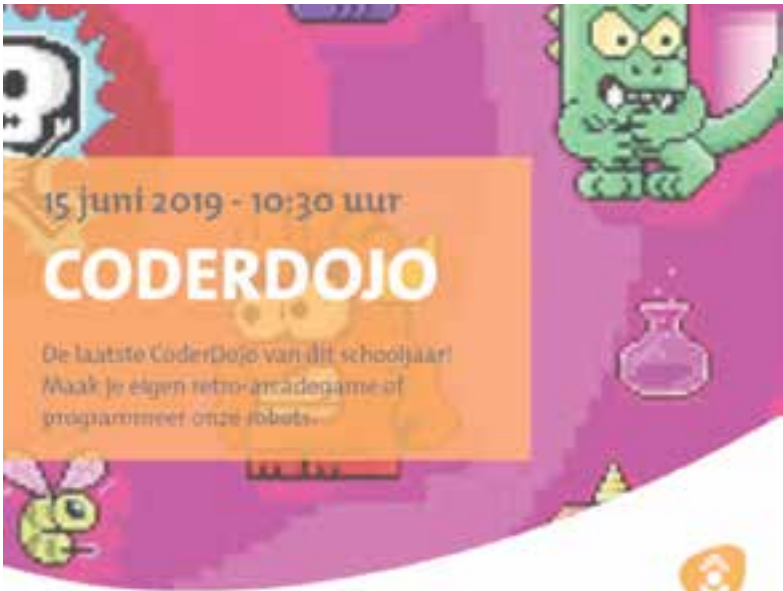 15 juni 2019 - 10:30 uur
CODERDOJO
De laatste CoderDojo van dit schooljaar!
Maak je eigen retro-arcadegame of
programmeer onze robots.